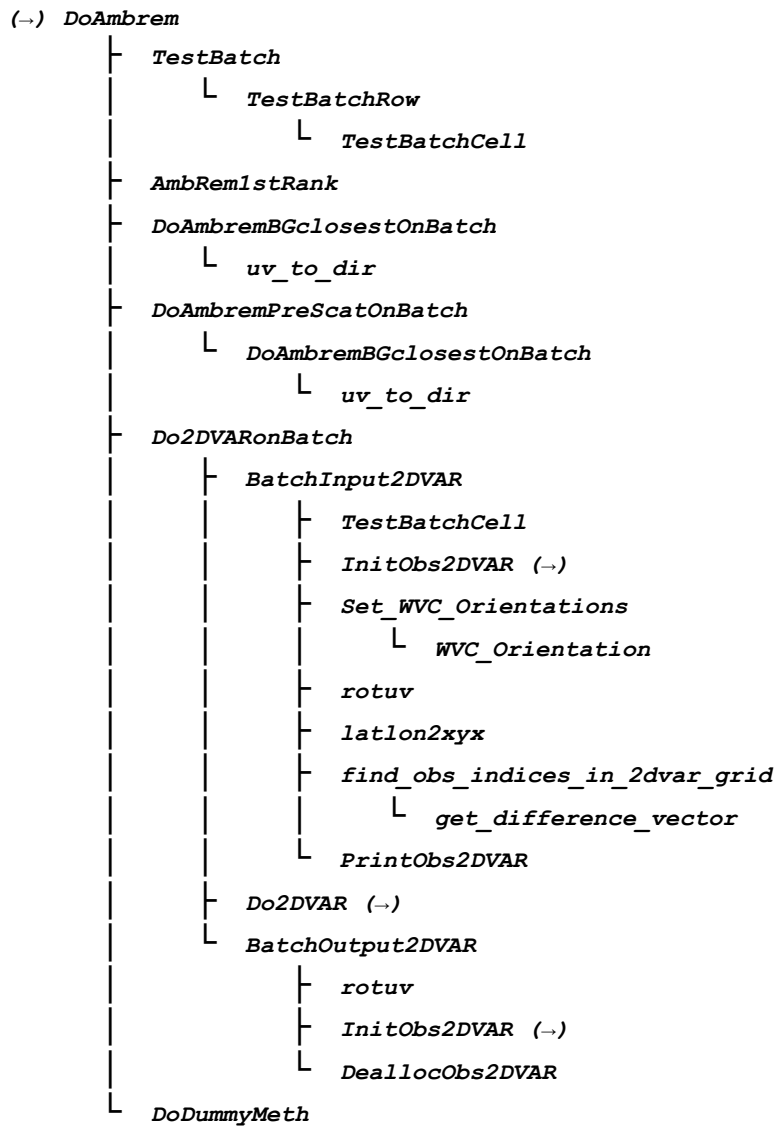 (→) DoAmbrem
TestBatch
TestBatchRow
TestBatchCell
AmbRem1stRank
DoAmbremBGclosestOnBatch
uv_to_dir
DoAmbremPreScatOnBatch
DoAmbremBGclosestOnBatch
uv_to_dir
Do2DVARonBatch
BatchInput2DVAR
TestBatchCell
InitObs2DVAR (→)
Set_WVC_Orientations
WVC_Orientation
rotuv
latlon2xyx
find_obs_indices_in_2dvar_grid
get_difference_vector
PrintObs2DVAR
Do2DVAR (→)
BatchOutput2DVAR
rotuv
InitObs2DVAR (→)
DeallocObs2DVAR
DoDummyMeth